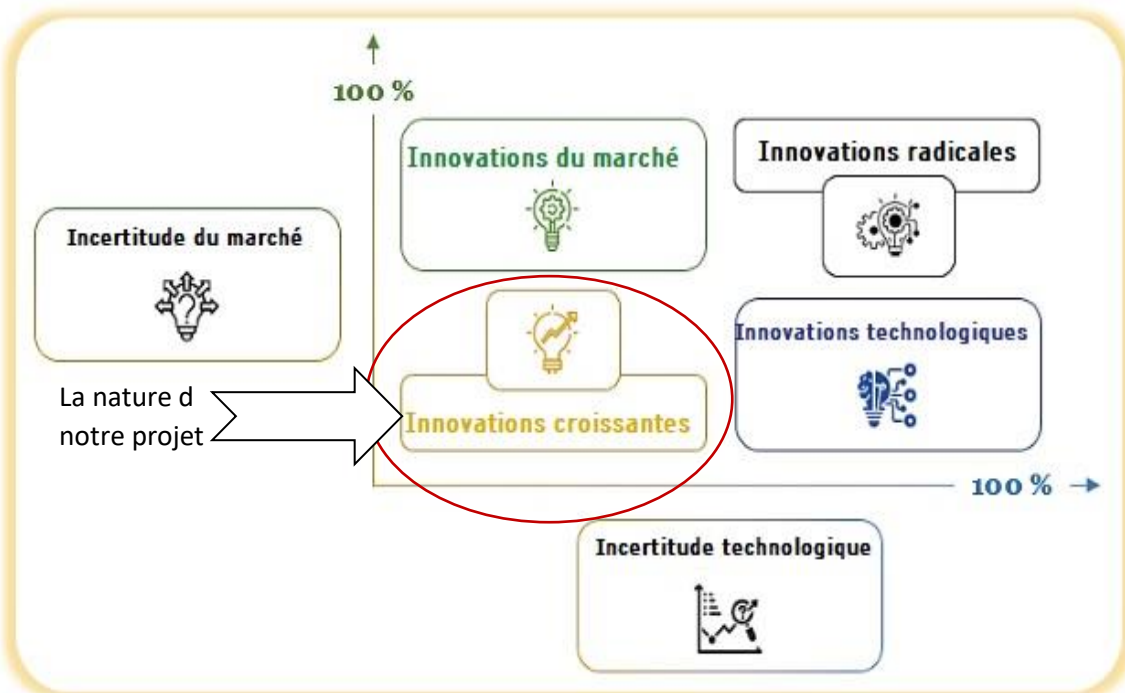 100 %
Innovations du marché
Innovations radicales
Incertitude du marché
Innovations technologiques
La nature d
notre projet
Innovations croissantes
100 %
Incertitude technologique